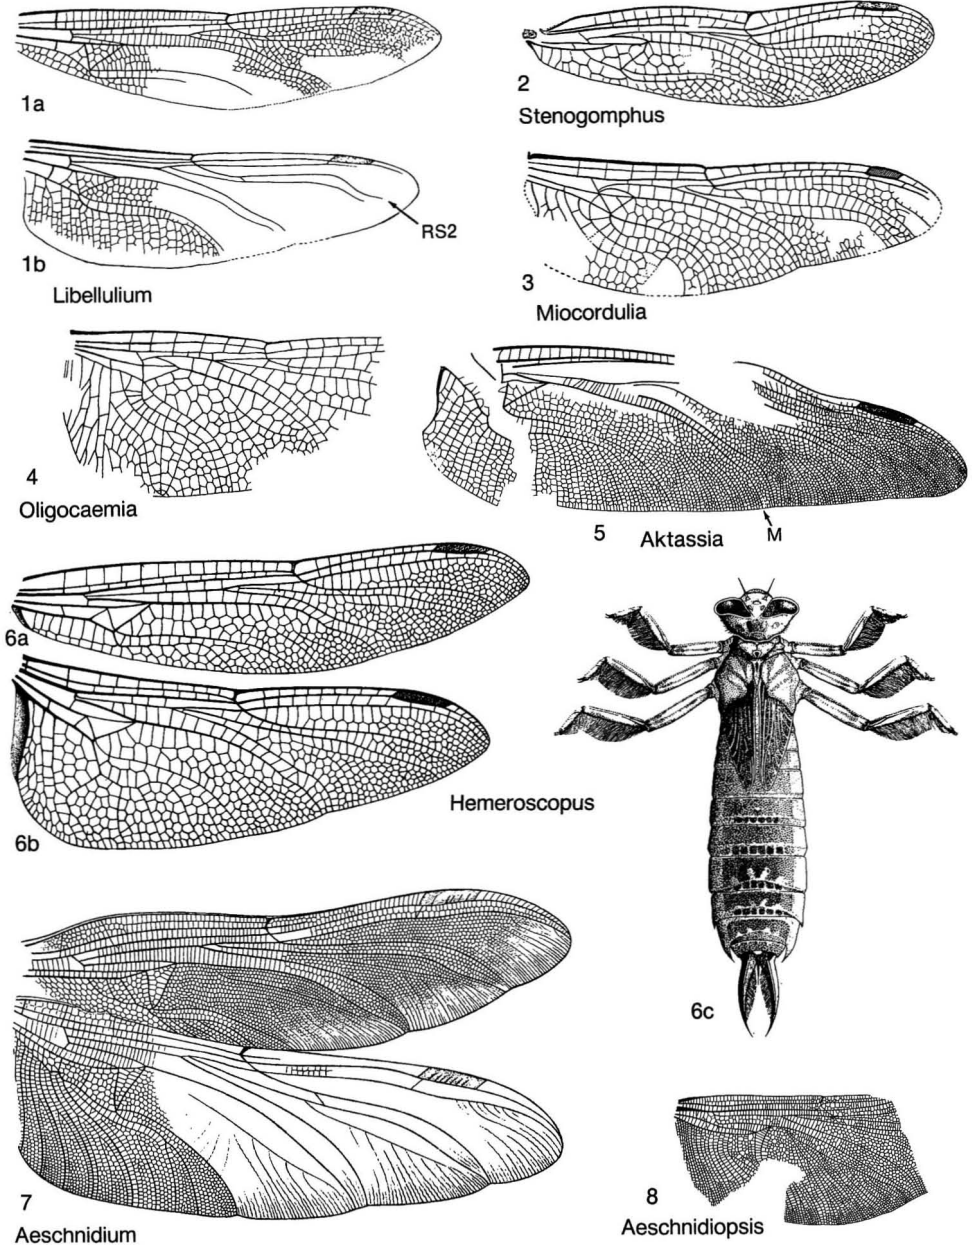 1a
2
Stenogomphus
1b
RS2
Libellulium
3
Miocordulia
4
Oligocaemia
5
Aktassia
M
6a
6b
Hemeroscopus
6c
7
Aeschnidium
8
Aeschnidiopsis